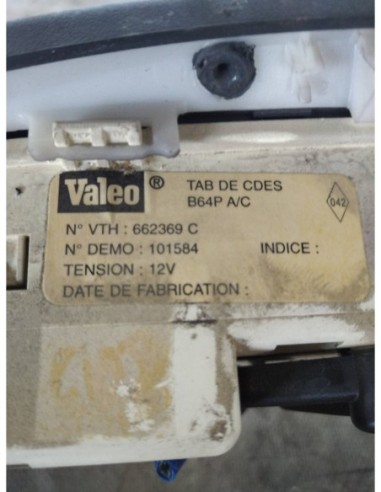 Valeo ® TAB DE CDES
B64P A/C
042
N° VTH : 662369 C
N° DEMO : 101584 INDICE :
TENSION : 12V
DATE DE FABRICATION :